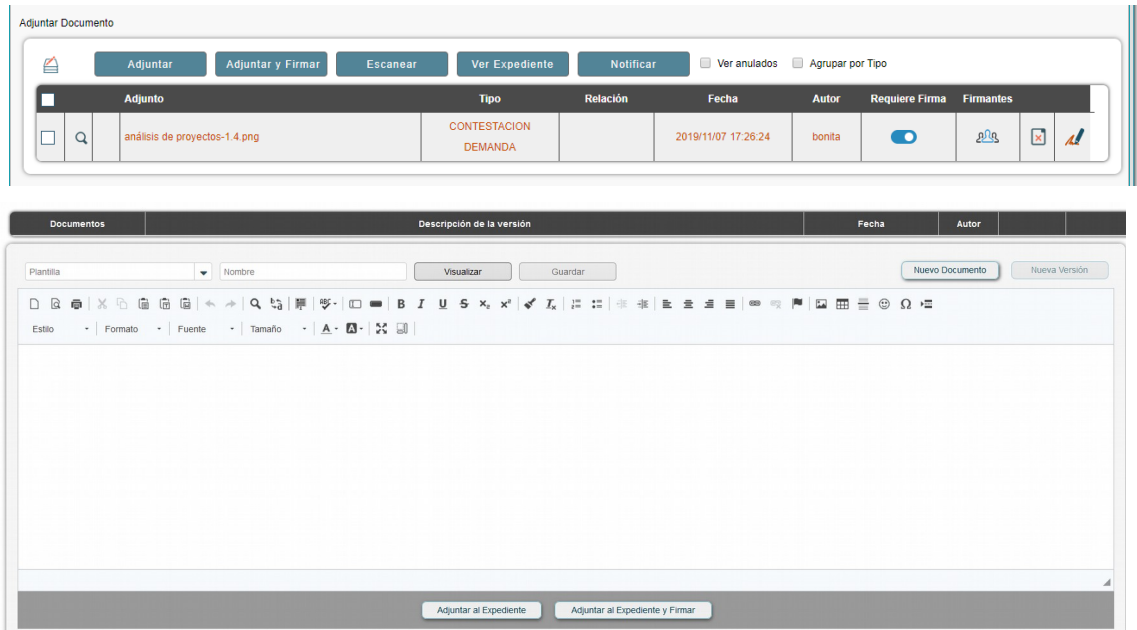 Adjuntar Documento
Adjuntar Adjuntar y Firmar Escanear Ver Expediente Notificar Ver anulados Agrupar por Tipo
Adjunto Tipo Relación Fecha Autor Requiere Firma Firmantes
análisis de proyectos-1.4.png CONTESTACION DEMANDA 2019/11/07 17:26:24 bonita
Documentos Descripción de la versión Fecha Autor
Plantilla Nombre Visualizar Guardar Nuevo Documento Nueva Versión
B I U S x₂ x² Ix Ω
Estilo Formato Fuente Tamaño A A
Adjuntar al Expediente Adjuntar al Expediente y Firmar